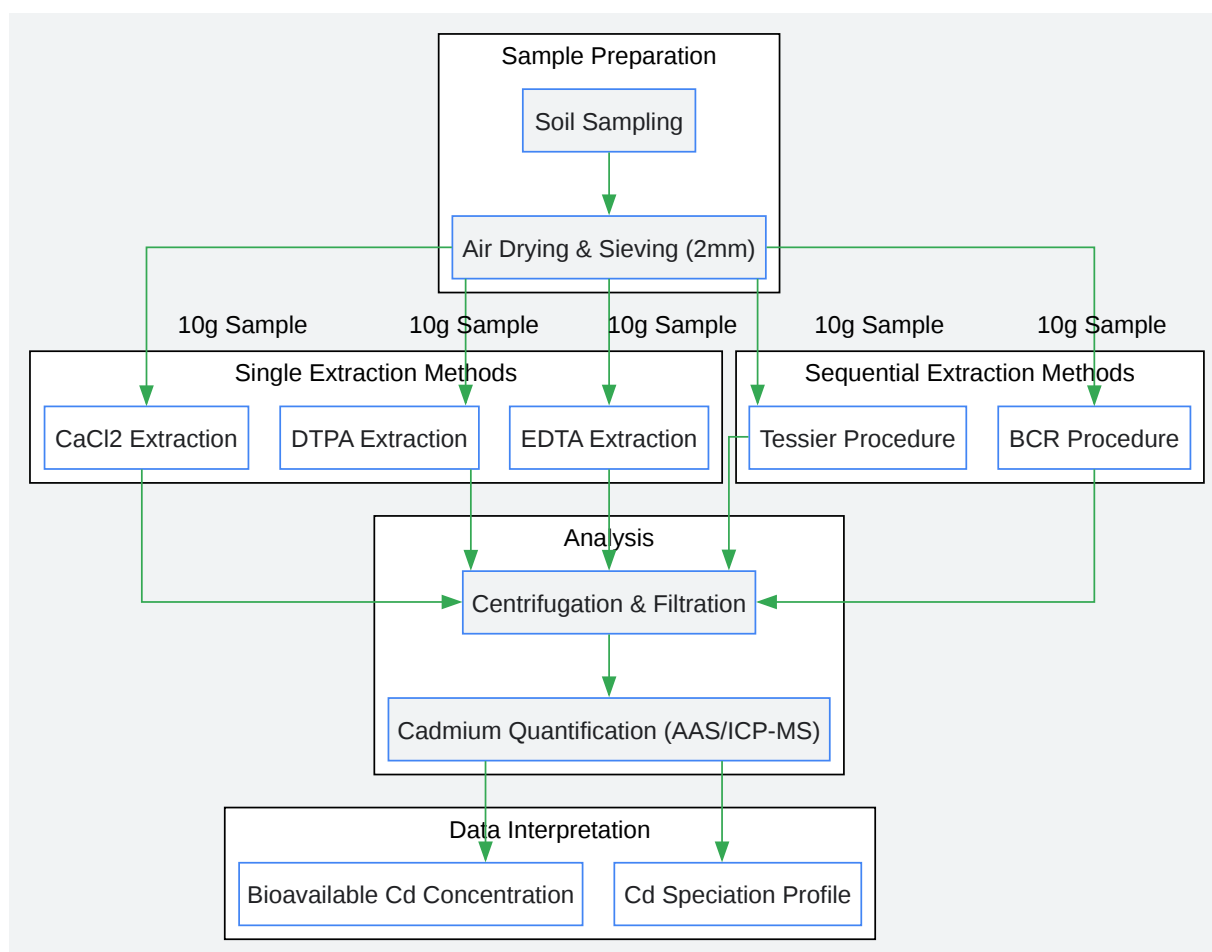 Sample Preparation
Soil Sampling
Air Drying & Sieving (2mm)
10g Sample
10g Sample
10g Sample
10g Sample
10g Sample
Single Extraction Methods
Sequential Extraction Methods
CaCl2 Extraction
DTPA Extraction
EDTA Extraction
Tessier Procedure
BCR Procedure
Analysis
Centrifugation & Filtration
Cadmium Quantification (AAS/ICP-MS)
Data Interpretation
Bioavailable Cd Concentration
Cd Speciation Profile